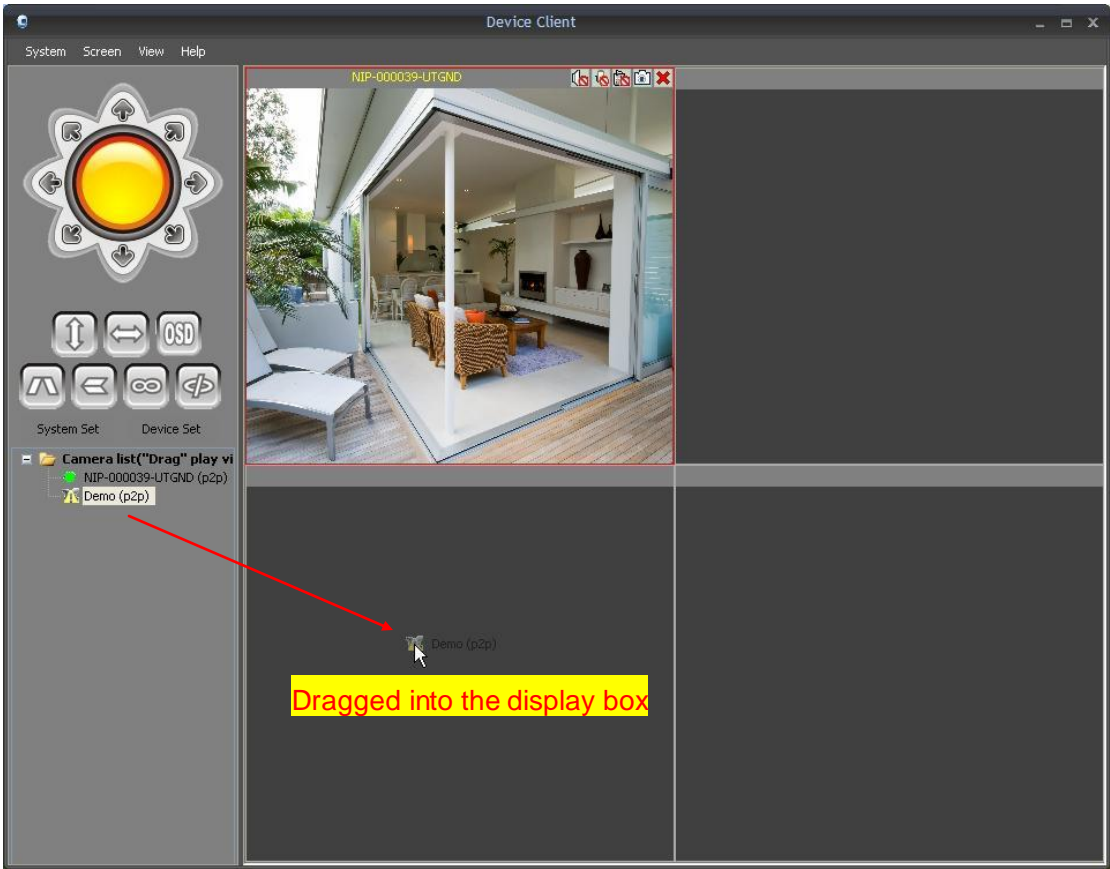 Device Client
System Screen View Help
NIP-000039-UTGND
OSD
System Set Device Set
Camera list("Drag" play vi
NIP-000039-UTGND (p2p)
Demo (p2p)
Demo (p2p)
Dragged into the display box